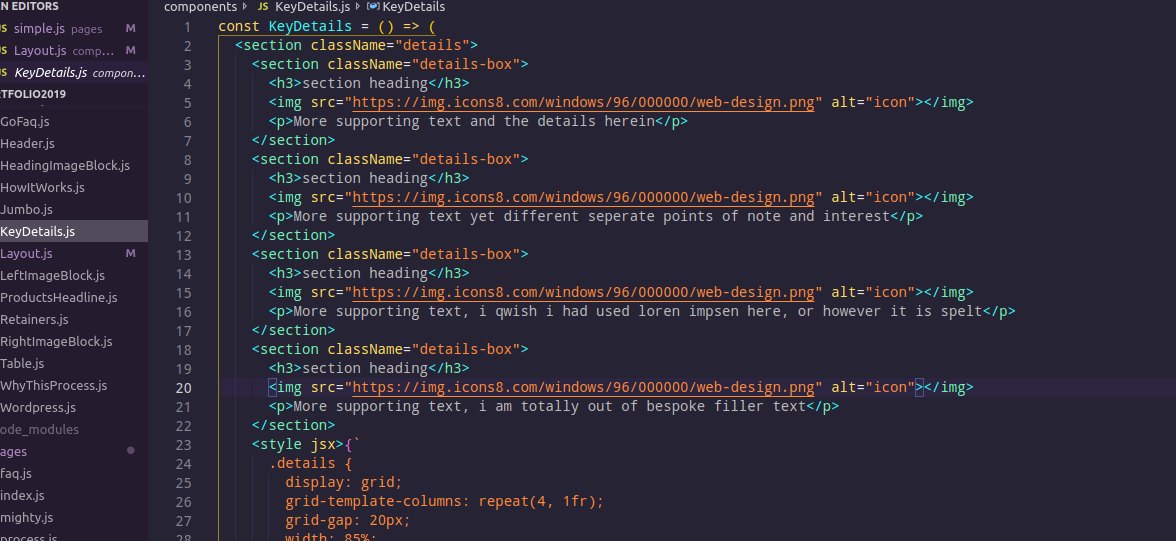 N EDITORS
JS simple.js pages M
JS Layout.js comp... M
JS KeyDetails.js compon...
TFOLIO2019
GoFaq.js
Header.js
HeadingImageBlock.js
HowItWorks.js
Jumbo.js
KeyDetails.js
Layout.js M
LeftImageBlock.js
ProductsHeadline.js
Retainers.js
RightImageBlock.js
Table.js
WhyThisProcess.js
Wordpress.js
ode_modules
ages
faq.js
index.js
mighty.js
process.js
components › JS KeyDetails.js › KeyDetails
1 const KeyDetails = () => (
2 <section className="details">
3 <section className="details-box">
4 <h3>section heading</h3>
5 <img src="https://img.icons8.com/windows/96/000000/web-design.png" alt="icon"></img>
6 <p>More supporting text and the details herein</p>
7 </section>
8 <section className="details-box">
9 <h3>section heading</h3>
10 <img src="https://img.icons8.com/windows/96/000000/web-design.png" alt="icon"></img>
11 <p>More supporting text yet different seperate points of note and interest</p>
12 </section>
13 <section className="details-box">
14 <h3>section heading</h3>
15 <img src="https://img.icons8.com/windows/96/000000/web-design.png" alt="icon"></img>
16 <p>More supporting text, i qwish i had used loren impsen here, or however it is spelt</p>
17 </section>
18 <section className="details-box">
19 <h3>section heading</h3>
20 <img src="https://img.icons8.com/windows/96/000000/web-design.png" alt="icon"></img>
21 <p>More supporting text, i am totally out of bespoke filler text</p>
22 </section>
23 <style jsx>{`
24 .details {
25 display: grid;
26 grid-template-columns: repeat(4, 1fr);
27 grid-gap: 20px;
28 width: 85%;